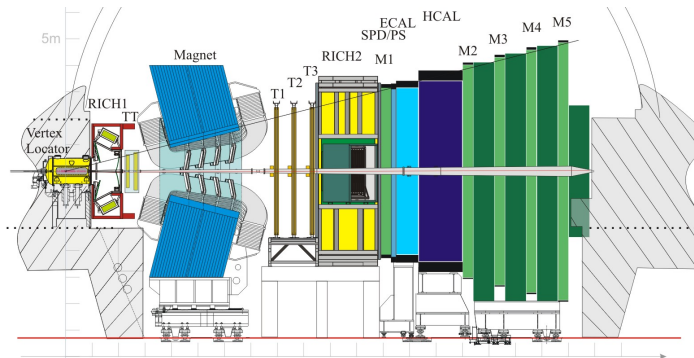 5m
Magnet
SPD/PS
ECAL
HCAL
M1
M2
M3
M4
M5
RICH2
T1
T2
T3
RICH1
TT
Vertex
Locator